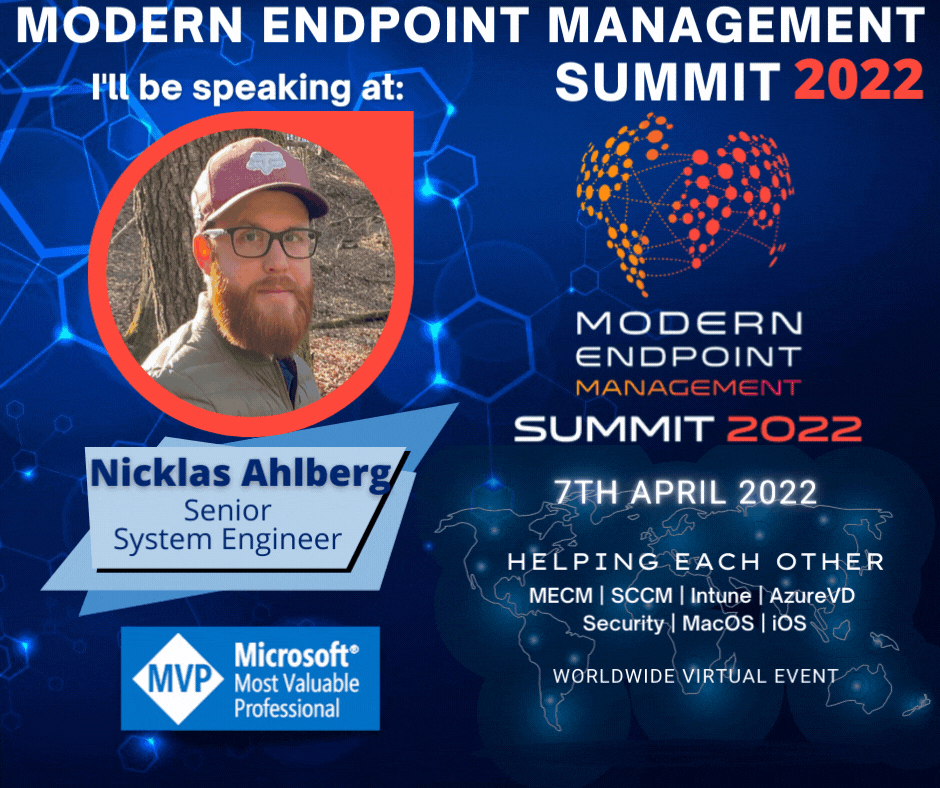 MODERN ENDPOINT MANAGEMENT
SUMMIT 2022
I'll be speaking at:
MODERN
ENDPOINT
MANAGEMENT
SUMMIT 2022
Nicklas Ahlberg
Senior
System Engineer
7TH APRIL 2022
HELPING EACH OTHER
MECM | SCCM | Intune | AzureVD
Security | MacOS | iOS
WORLDWIDE VIRTUAL EVENT
MVP
Microsoft®
Most Valuable
Professional